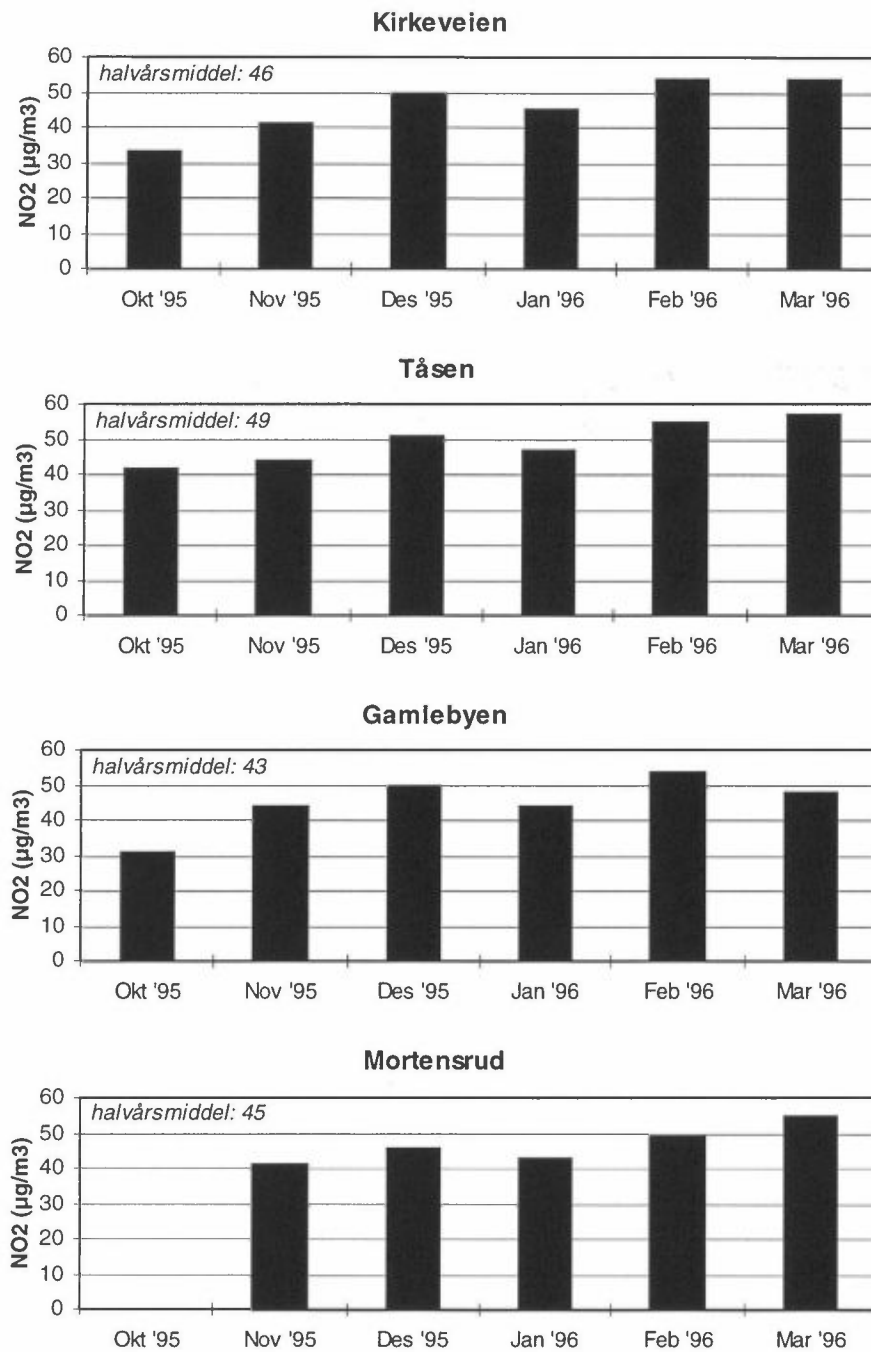 Kirkeveien
halvårsmiddel: 46
NO2 (µg/m3)
60
50
40
30
20
10
0
Okt '95 Nov '95 Des '95 Jan '96 Feb '96 Mar '96
Tåsen
halvårsmiddel: 49
NO2 (µg/m3)
60
50
40
30
20
10
0
Okt '95 Nov '95 Des '95 Jan '96 Feb '96 Mar '96
Gamlebyen
halvårsmiddel: 43
NO2 (µg/m3)
60
50
40
30
20
10
0
Okt '95 Nov '95 Des '95 Jan '96 Feb '96 Mar '96
Mortensrud
halvårsmiddel: 45
NO2 (µg/m3)
60
50
40
30
20
10
0
Okt '95 Nov '95 Des '95 Jan '96 Feb '96 Mar '96